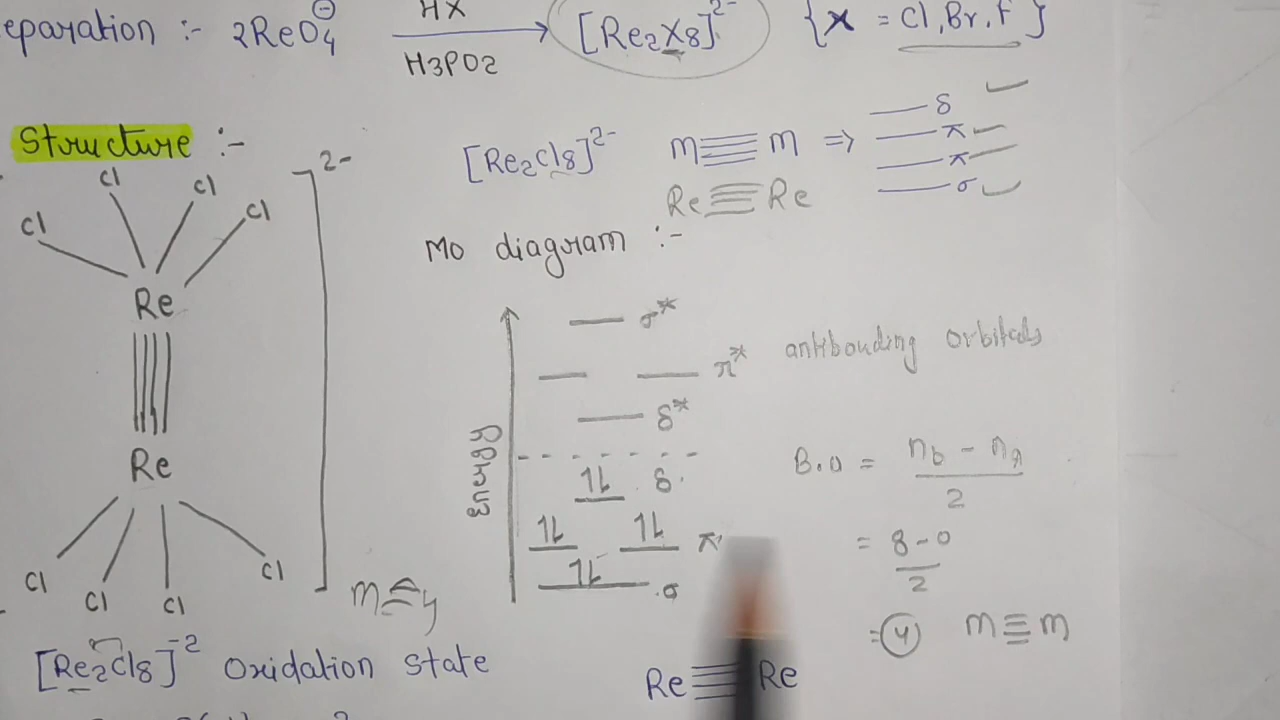 eparation :- 2ReO4⊖ HX/H3PO2 → [Re2X8]2- {X = Cl, Br, F}
Structure :-
]2-
Cl Cl Cl Cl
Re
Re
Cl Cl Cl Cl
[Re2Cl8]2- m≣m => δ
π
π
σ
Re≣Re
Mo diagram :-
Energy
σ*
π* antibonding orbitals
δ*
δ
π
σ
B.O = nb - na / 2
= 8 - 0 / 2
= 4 m≣m
[Re2Cl8]-2 Oxidation state
Re≣Re